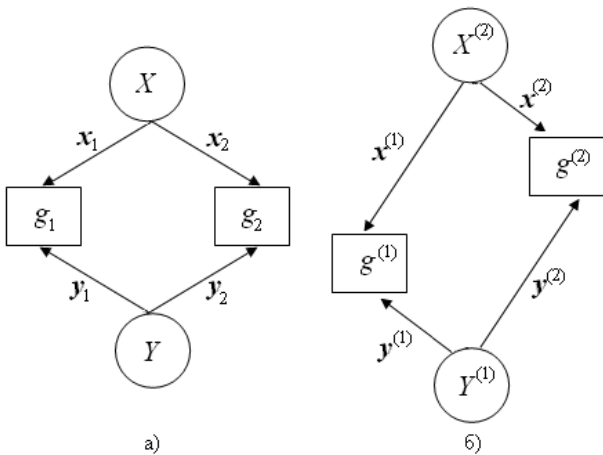 X
x₁ x₂
g₁ g₂
y₁ y₂
Y
а)
X⁽²⁾
x⁽²⁾
x⁽¹⁾
g⁽²⁾
g⁽¹⁾
y⁽²⁾
y⁽¹⁾
Y⁽¹⁾
б)